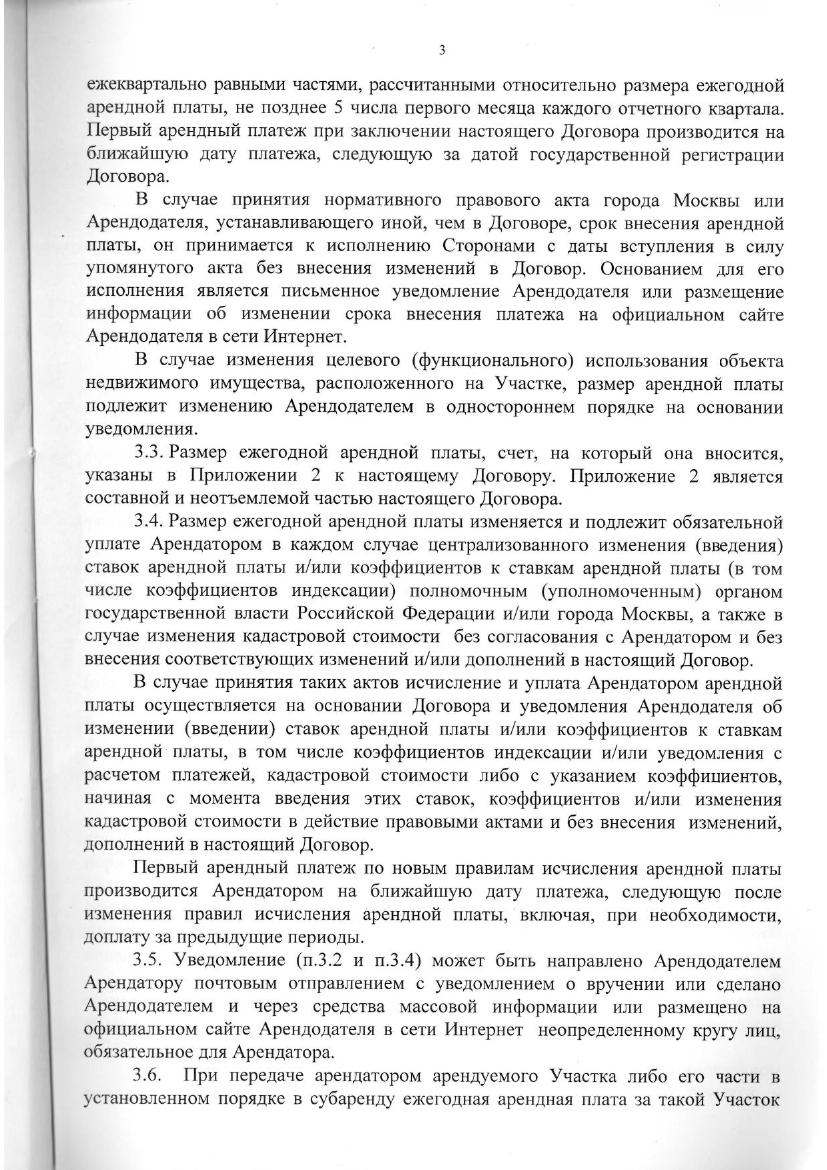 3
ежеквартально равными частями, рассчитанными относительно размера ежегодной
арендной платы, не позднее 5 числа первого месяца каждого отчетного квартала.
Первый арендный платеж при заключении настоящего Договора производится на
ближайшую дату платежа, следующую за датой государственной регистрации
Договора.
В случае принятия нормативного правового акта города Москвы или
Арендодателя, устанавливающего иной, чем в Договоре, срок внесения арендной
платы, он принимается к исполнению Сторонами с даты вступления в силу
упомянутого акта без внесения изменений в Договор. Основанием для его
исполнения является письменное уведомление Арендодателя или размещение
информации об изменении срока внесения платежа на официальном сайте
Арендодателя в сети Интернет.
В случае изменения целевого (функционального) использования объекта
недвижимого имущества, расположенного на Участке, размер арендной платы
подлежит изменению Арендодателем в одностороннем порядке на основании
уведомления.
3.3. Размер ежегодной арендной платы, счет, на который она вносится,
указаны в Приложении 2 к настоящему Договору. Приложение 2 является
составной и неотъемлемой частью настоящего Договора.
3.4. Размер ежегодной арендной платы изменяется и подлежит обязательной
уплате Арендатором в каждом случае централизованного изменения (введения)
ставок арендной платы и/или коэффициентов к ставкам арендной платы (в том
числе коэффициентов индексации) полномочным (уполномоченным) органом
государственной власти Российской Федерации и/или города Москвы, а также в
случае изменения кадастровой стоимости без согласования с Арендатором и без
внесения соответствующих изменений и/или дополнений в настоящий Договор.
В случае принятия таких актов исчисление и уплата Арендатором арендной
платы осуществляется на основании Договора и уведомления Арендодателя об
изменении (введении) ставок арендной платы и/или коэффициентов к ставкам
арендной платы, в том числе коэффициентов индексации и/или уведомления с
расчетом платежей, кадастровой стоимости либо с указанием коэффициентов,
начиная с момента введения этих ставок, коэффициентов и/или изменения
кадастровой стоимости в действие правовыми актами и без внесения изменений,
дополнений в настоящий Договор.
Первый арендный платеж по новым правилам исчисления арендной платы
производится Арендатором на ближайшую дату платежа, следующую после
изменения правил исчисления арендной платы, включая, при необходимости,
доплату за предыдущие периоды.
3.5. Уведомление (п.3.2 и п.3.4) может быть направлено Арендодателем
Арендатору почтовым отправлением с уведомлением о вручении или сделано
Арендодателем и через средства массовой информации или размещено на
официальном сайте Арендодателя в сети Интернет неопределенному кругу лиц,
обязательное для Арендатора.
3.6. При передаче арендатором арендуемого Участка либо его части в
установленном порядке в субаренду ежегодная арендная плата за такой Участок